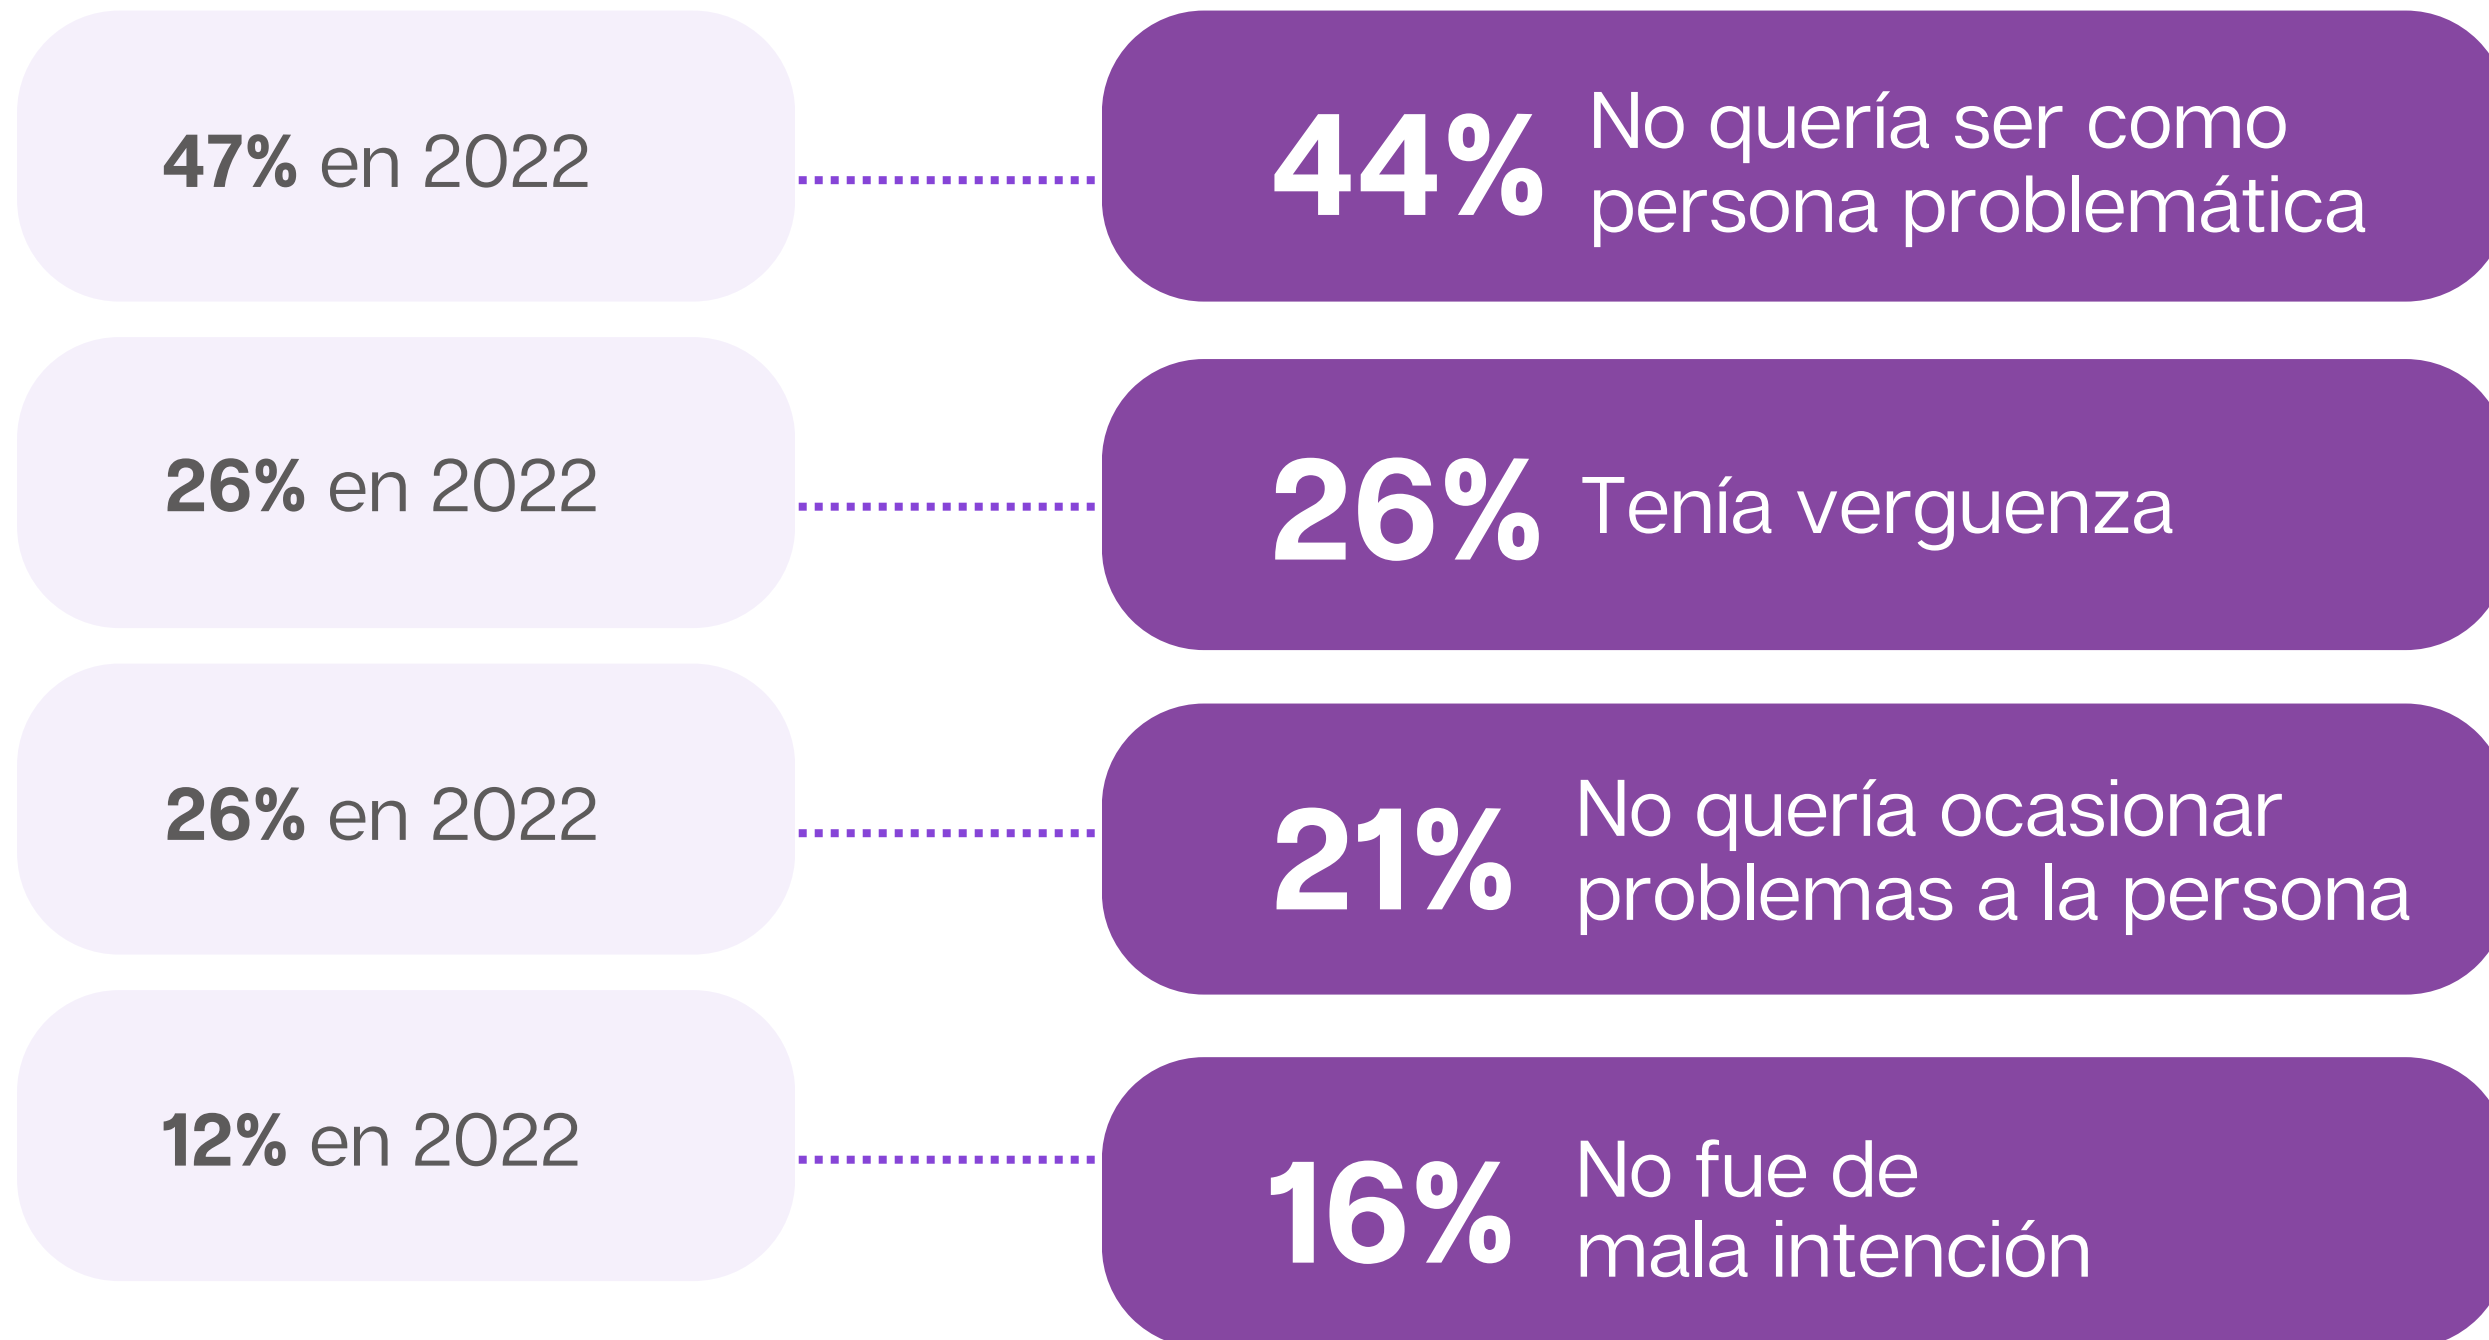 47% en 2022
44% No quería ser como
persona problemática
26% en 2022
26% Tenía verguenza
26% en 2022
21% No quería ocasionar
problemas a la persona
12% en 2022
16% No fue de
mala intención